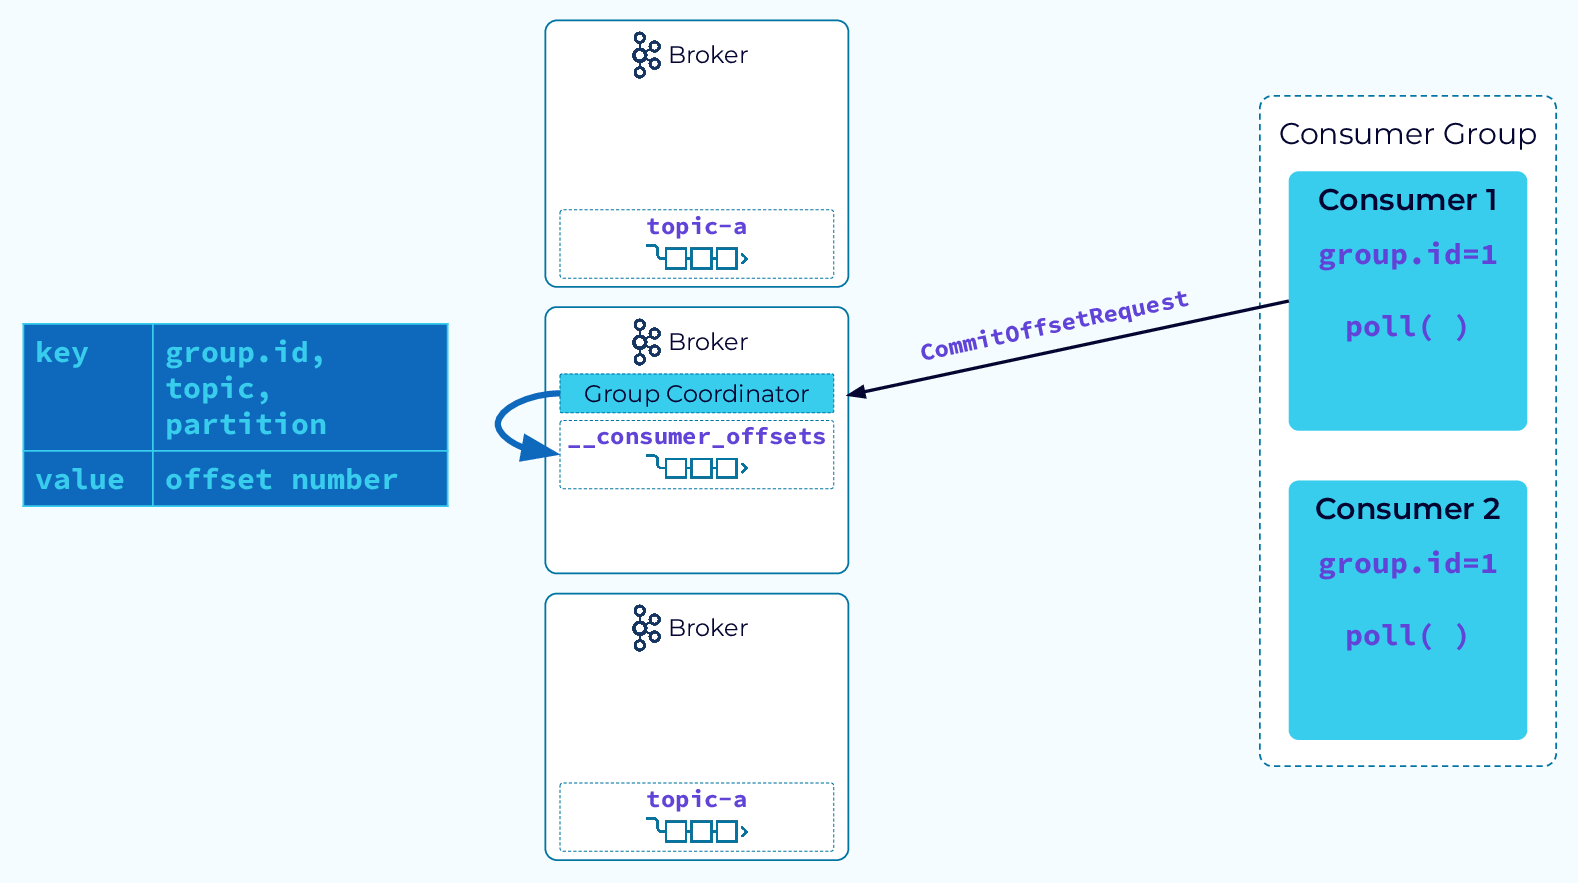 Broker
topic-a
key
group.id,
topic,
partition
value
offset number
Broker
Group Coordinator
__consumer_offsets
Broker
topic-a
CommitOffsetRequest
Consumer Group
Consumer 1
group.id=1
poll( )
Consumer 2
group.id=1
poll( )